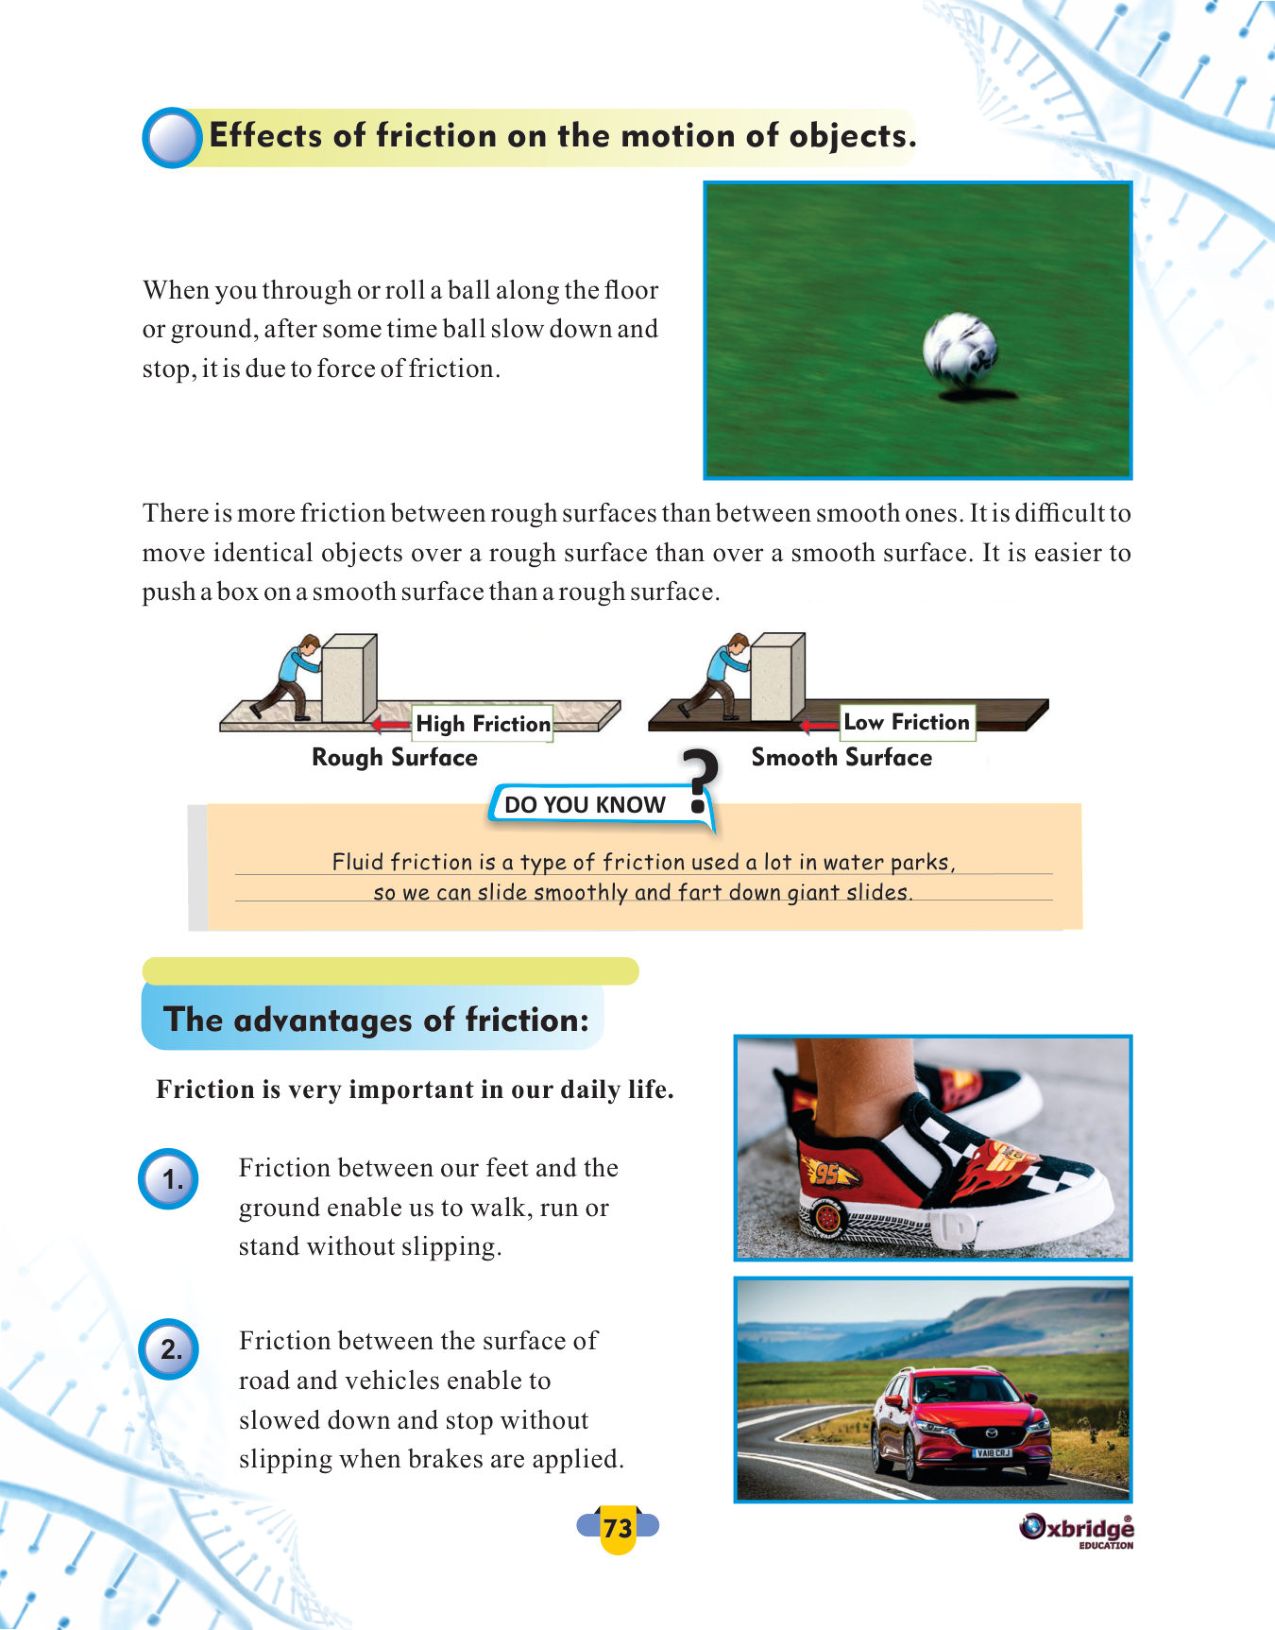 Effects of friction on the motion of objects.
When you through or roll a ball along the floor
or ground, after some time ball slow down and
stop, it is due to force of friction.
There is more friction between rough surfaces than between smooth ones. It is difficult to
move identical objects over a rough surface than over a smooth surface. It is easier to
push a box on a smooth surface than a rough surface.
High Friction
Low Friction
Rough Surface
Smooth Surface
DO YOU KNOW ?
Fluid friction is a type of friction used a lot in water parks,
so we can slide smoothly and fart down giant slides.
The advantages of friction:
Friction is very important in our daily life.
1.
Friction between our feet and the
ground enable us to walk, run or
stand without slipping.
95
2.
Friction between the surface of
road and vehicles enable to
slowed down and stop without
slipping when brakes are applied.
VA18 CRJ
73
Oxbridge®
EDUCATION